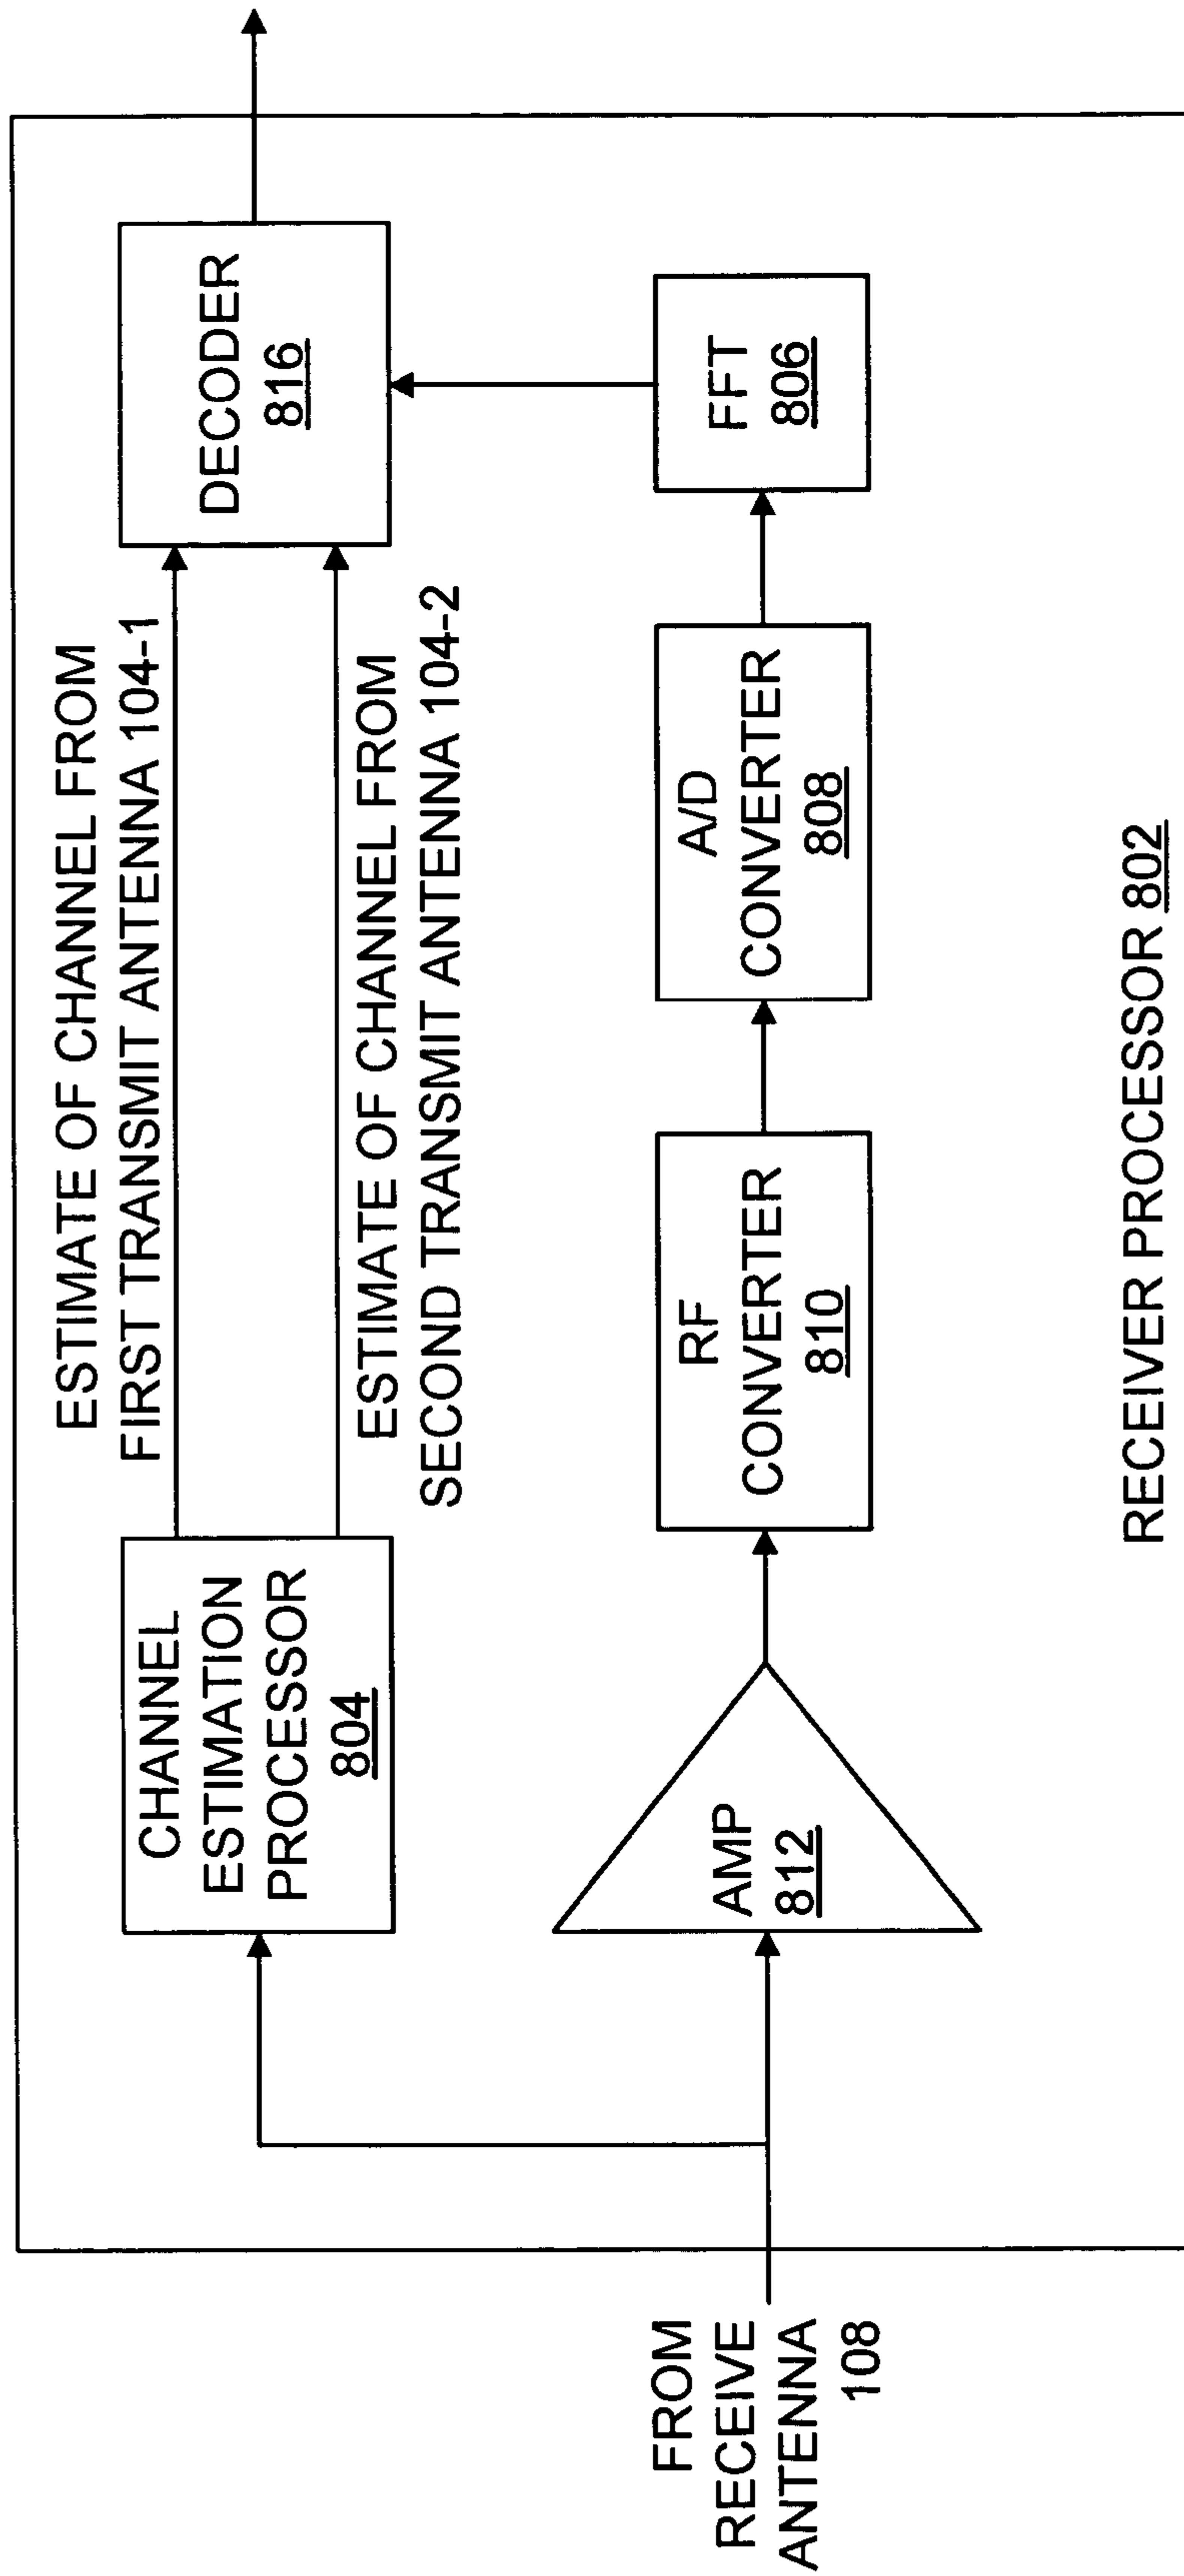 ESTIMATE OF CHANNEL FROM
FIRST TRANSMIT ANTENNA 104-1
CHANNEL
ESTIMATION
PROCESSOR
804
DECODER
816
ESTIMATE OF CHANNEL FROM
SECOND TRANSMIT ANTENNA 104-2
FROM
RECEIVE
ANTENNA
108
AMP
812
RF
CONVERTER
810
A/D
CONVERTER
808
FFT
806
RECEIVER PROCESSOR 802